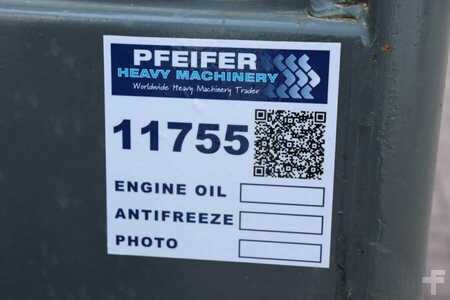 PFEIFER
HEAVY MACHINERY
Worldwide Heavy Machinery Trader
11755
ENGINE OIL
ANTIFREEZE
PHOTO